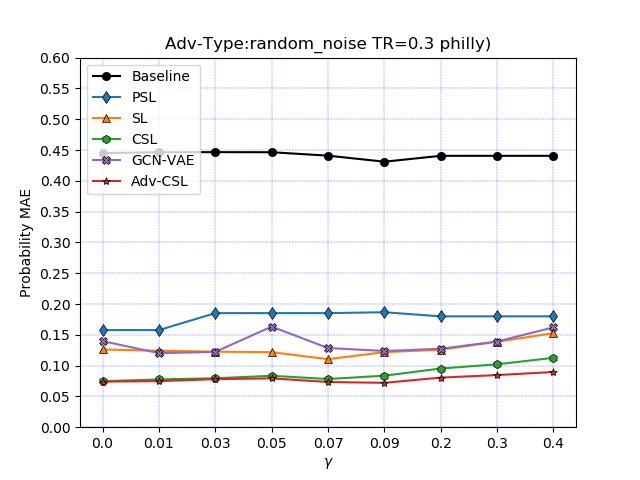 Adv-Type:random_noise TR=0.3 philly)
Probability MAE
0.60
0.55
0.50
0.45
0.40
0.35
0.30
0.25
0.20
0.15
0.10
0.05
0.00
Baseline
PSL
SL
CSL
GCN-VAE
Adv-CSL
0.0 0.01 0.03 0.05 0.07 0.09 0.2 0.3 0.4
γ